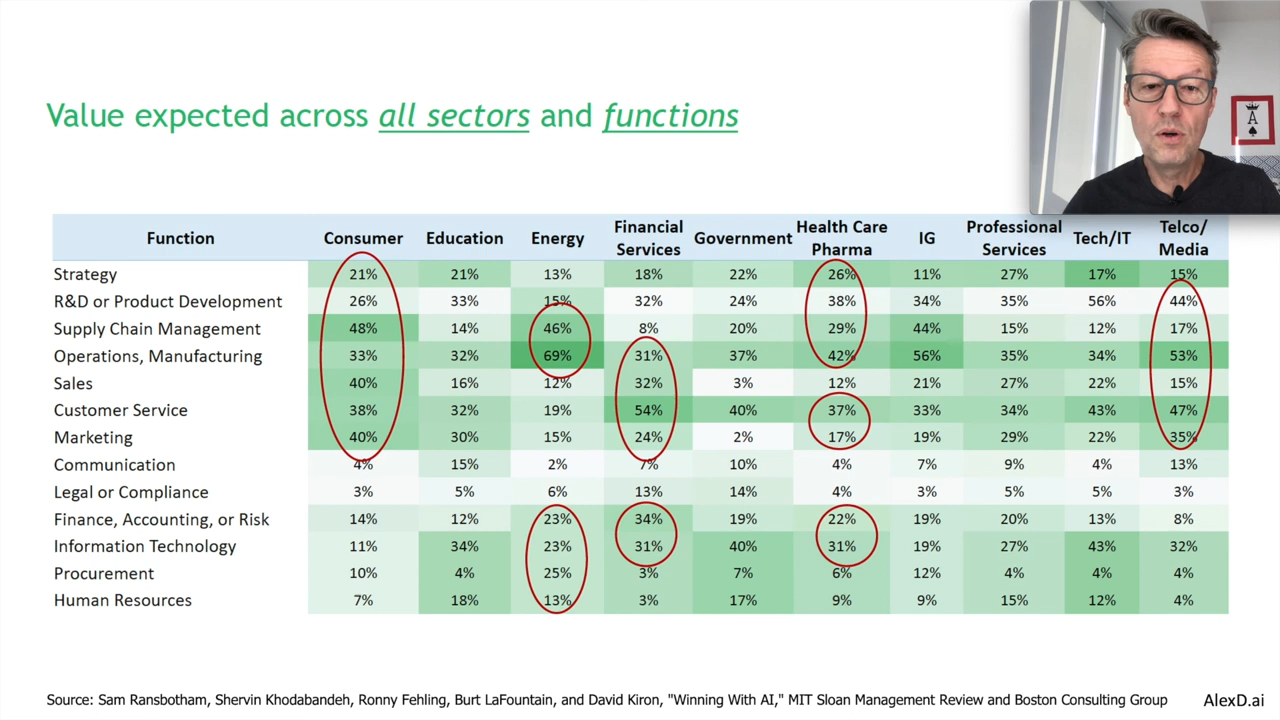 A
Value expected across all sectors and functions
Function Consumer Education Energy Financial Services Government Health Care Pharma IG Professional Services Tech/IT Telco/ Media
Strategy 21% 21% 13% 18% 22% 26% 11% 27% 17% 15%
R&D or Product Development 26% 33% 15% 32% 24% 38% 34% 35% 56% 44%
Supply Chain Management 48% 14% 46% 8% 20% 29% 44% 15% 12% 17%
Operations, Manufacturing 33% 32% 69% 31% 37% 42% 56% 35% 34% 53%
Sales 40% 16% 12% 32% 3% 12% 21% 27% 22% 15%
Customer Service 38% 32% 19% 54% 40% 37% 33% 34% 43% 47%
Marketing 40% 30% 15% 24% 2% 17% 19% 29% 22% 35%
Communication 4% 15% 2% 7% 10% 4% 7% 9% 4% 13%
Legal or Compliance 3% 5% 6% 13% 14% 4% 3% 5% 5% 3%
Finance, Accounting, or Risk 14% 12% 23% 34% 19% 22% 19% 20% 13% 8%
Information Technology 11% 34% 23% 31% 40% 31% 19% 27% 43% 32%
Procurement 10% 4% 25% 3% 7% 6% 12% 4% 4% 4%
Human Resources 7% 18% 13% 3% 17% 9% 9% 15% 12% 4%
Source: Sam Ransbotham, Shervin Khodabandeh, Ronny Fehling, Burt LaFountain, and David Kiron, "Winning With AI," MIT Sloan Management Review and Boston Consulting Group
AlexD.ai